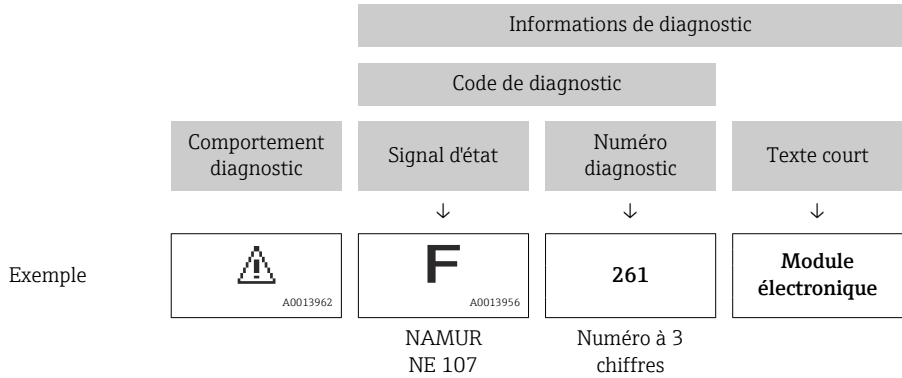 Informations de diagnostic
Code de diagnostic
Comportement
diagnostic
Signal d'état
Numéro
diagnostic
Texte court
↓
↓
↓
Exemple
A0013962
F
A0013956
261
Module
électronique
NAMUR
NE 107
Numéro à 3
chiffres